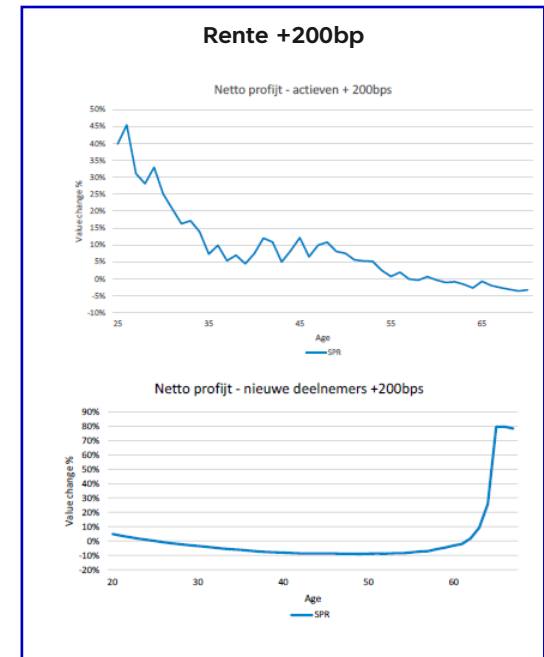 Rente +200bp
Netto profijt - actieven + 200bps
50%
45%
40%
35%
30%
25%
20%
15%
10%
5%
0%
-5%
-10%
Value change %
25 35 45 55 65
Age
SPR
Netto profijt - nieuwe deelnemers +200bps
90%
80%
70%
60%
50%
40%
30%
20%
10%
0%
-10%
-20%
Value change %
20 30 40 50 60
Age
SPR